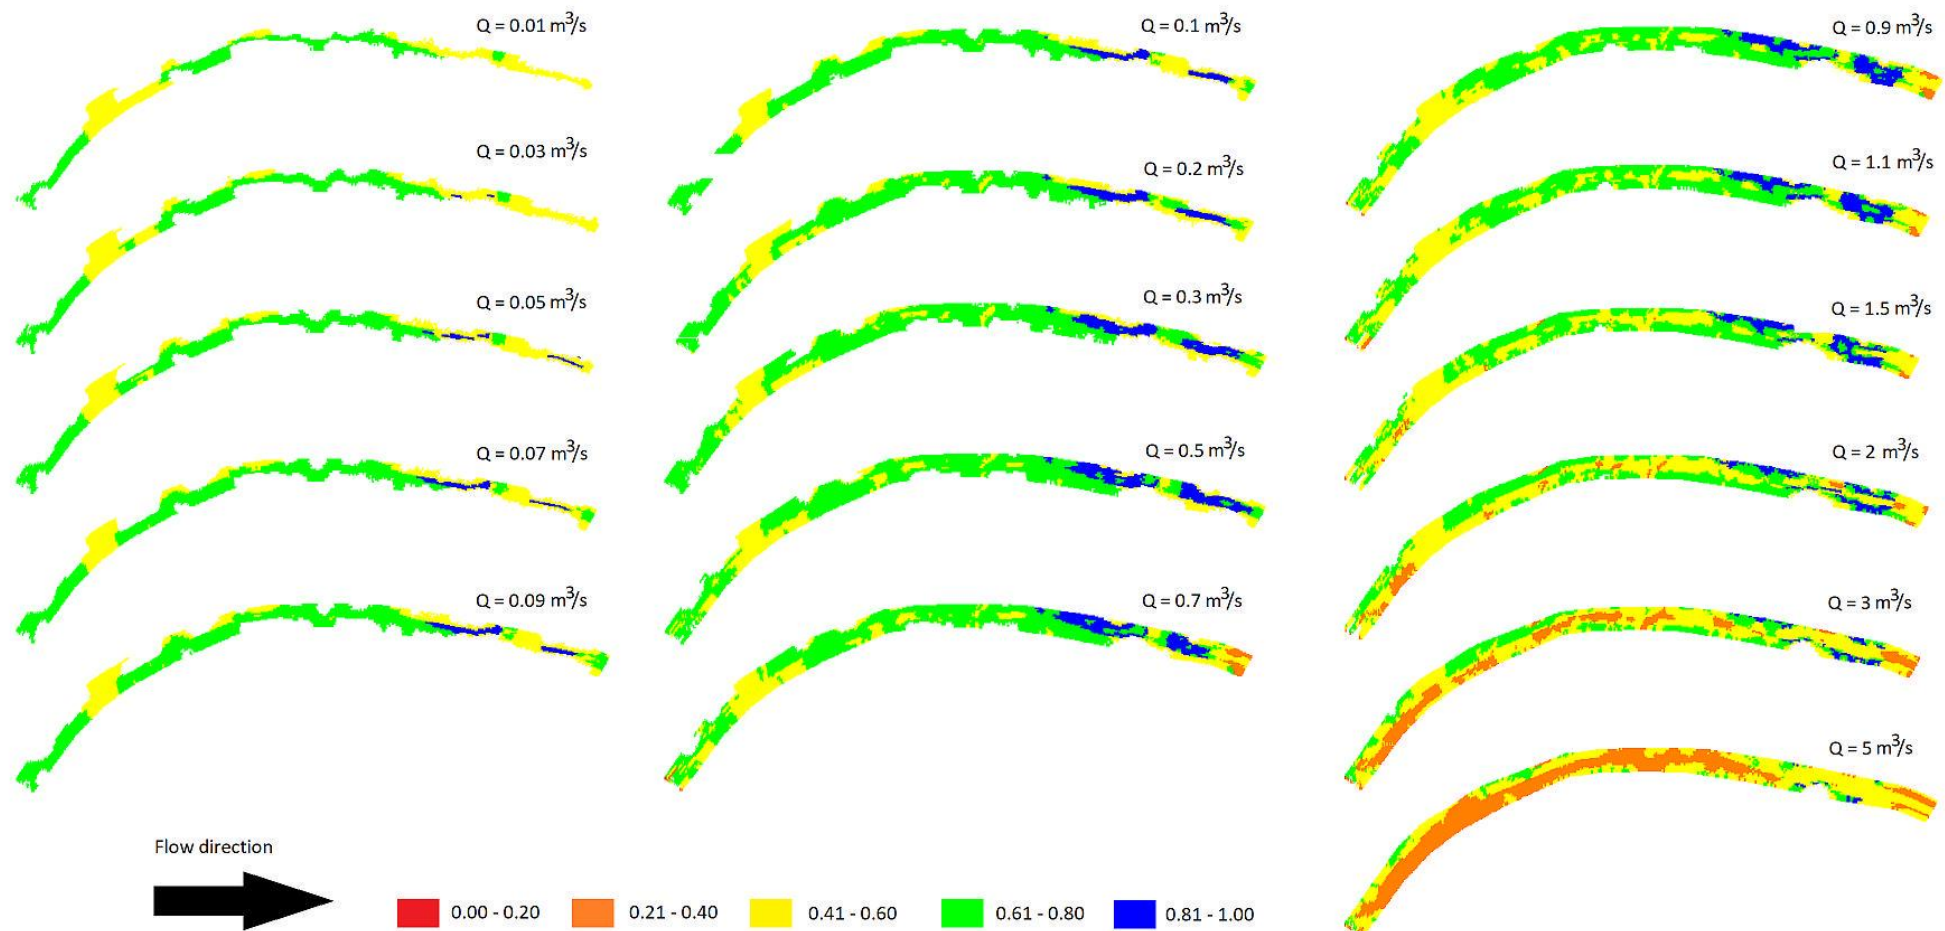 Q = 0.01 m³/s
Q = 0.03 m³/s
Q = 0.05 m³/s
Q = 0.07 m³/s
Q = 0.09 m³/s
Q = 0.1 m³/s
Q = 0.2 m³/s
Q = 0.3 m³/s
Q = 0.5 m³/s
Q = 0.7 m³/s
Q = 0.9 m³/s
Q = 1.1 m³/s
Q = 1.5 m³/s
Q = 2 m³/s
Q = 3 m³/s
Q = 5 m³/s
Flow direction
0.00 - 0.20
0.21 - 0.40
0.41 - 0.60
0.61 - 0.80
0.81 - 1.00